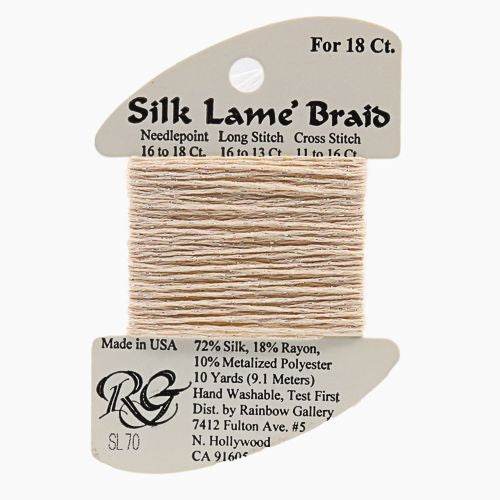 For 18 Ct.
Silk Lame' Braid
Needlepoint Long Stitch Cross Stitch
16 to 18 Ct. 16 to 13 Ct. 11 to 16 Ct.
Made in USA
72% Silk, 18% Rayon,
10% Metalized Polyester
10 Yards (9.1 Meters)
Hand Washable, Test First
Dist. by Rainbow Gallery
7412 Fulton Ave. #5
N. Hollywood
CA 91605
RG
SL70